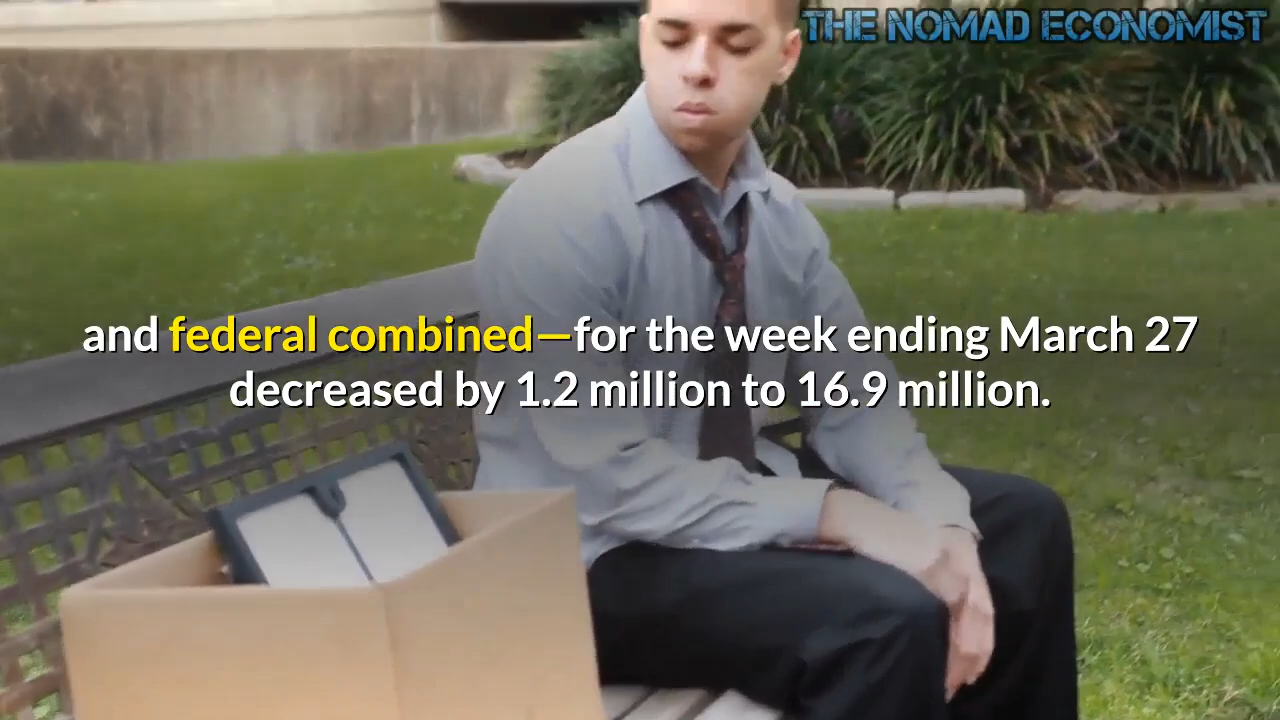 THE NOMAD ECONOMIST
and federal combined—for the week ending March 27
decreased by 1.2 million to 16.9 million.